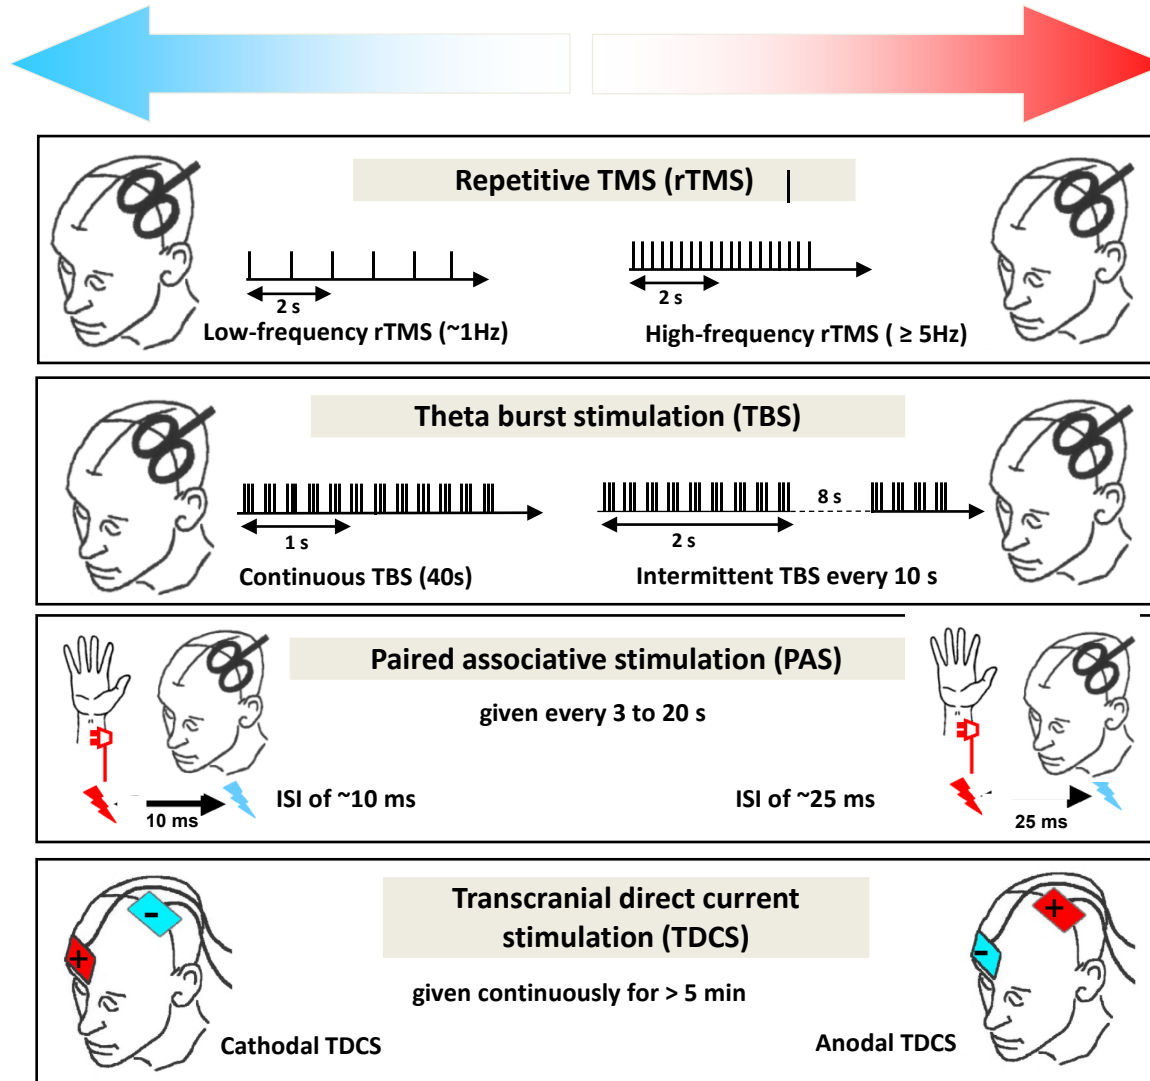 Repetitive TMS (rTMS)
2 s
Low-frequency rTMS (~1Hz)
2 s
High-frequency rTMS ( ≥ 5Hz)
Theta burst stimulation (TBS)
1 s
Continuous TBS (40s)
2 s
8 s
Intermittent TBS every 10 s
Paired associative stimulation (PAS)
given every 3 to 20 s
10 ms
ISI of ~10 ms
ISI of ~25 ms
25 ms
Transcranial direct current
stimulation (TDCS)
given continuously for > 5 min
+
-
Cathodal TDCS
-
+
Anodal TDCS